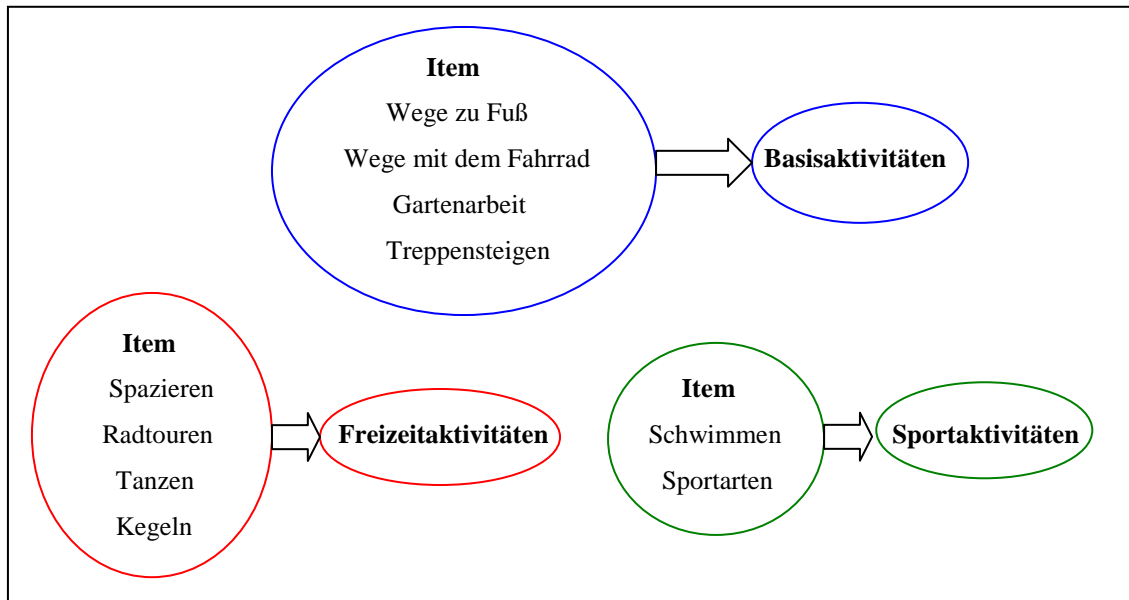 Item
Wege zu Fuß
Wege mit dem Fahrrad
Gartenarbeit
Treppensteigen
Basisaktivitäten
Item
Spazieren
Radtouren
Tanzen
Kegeln
Freizeitaktivitäten
Item
Schwimmen
Sportarten
Sportaktivitäten